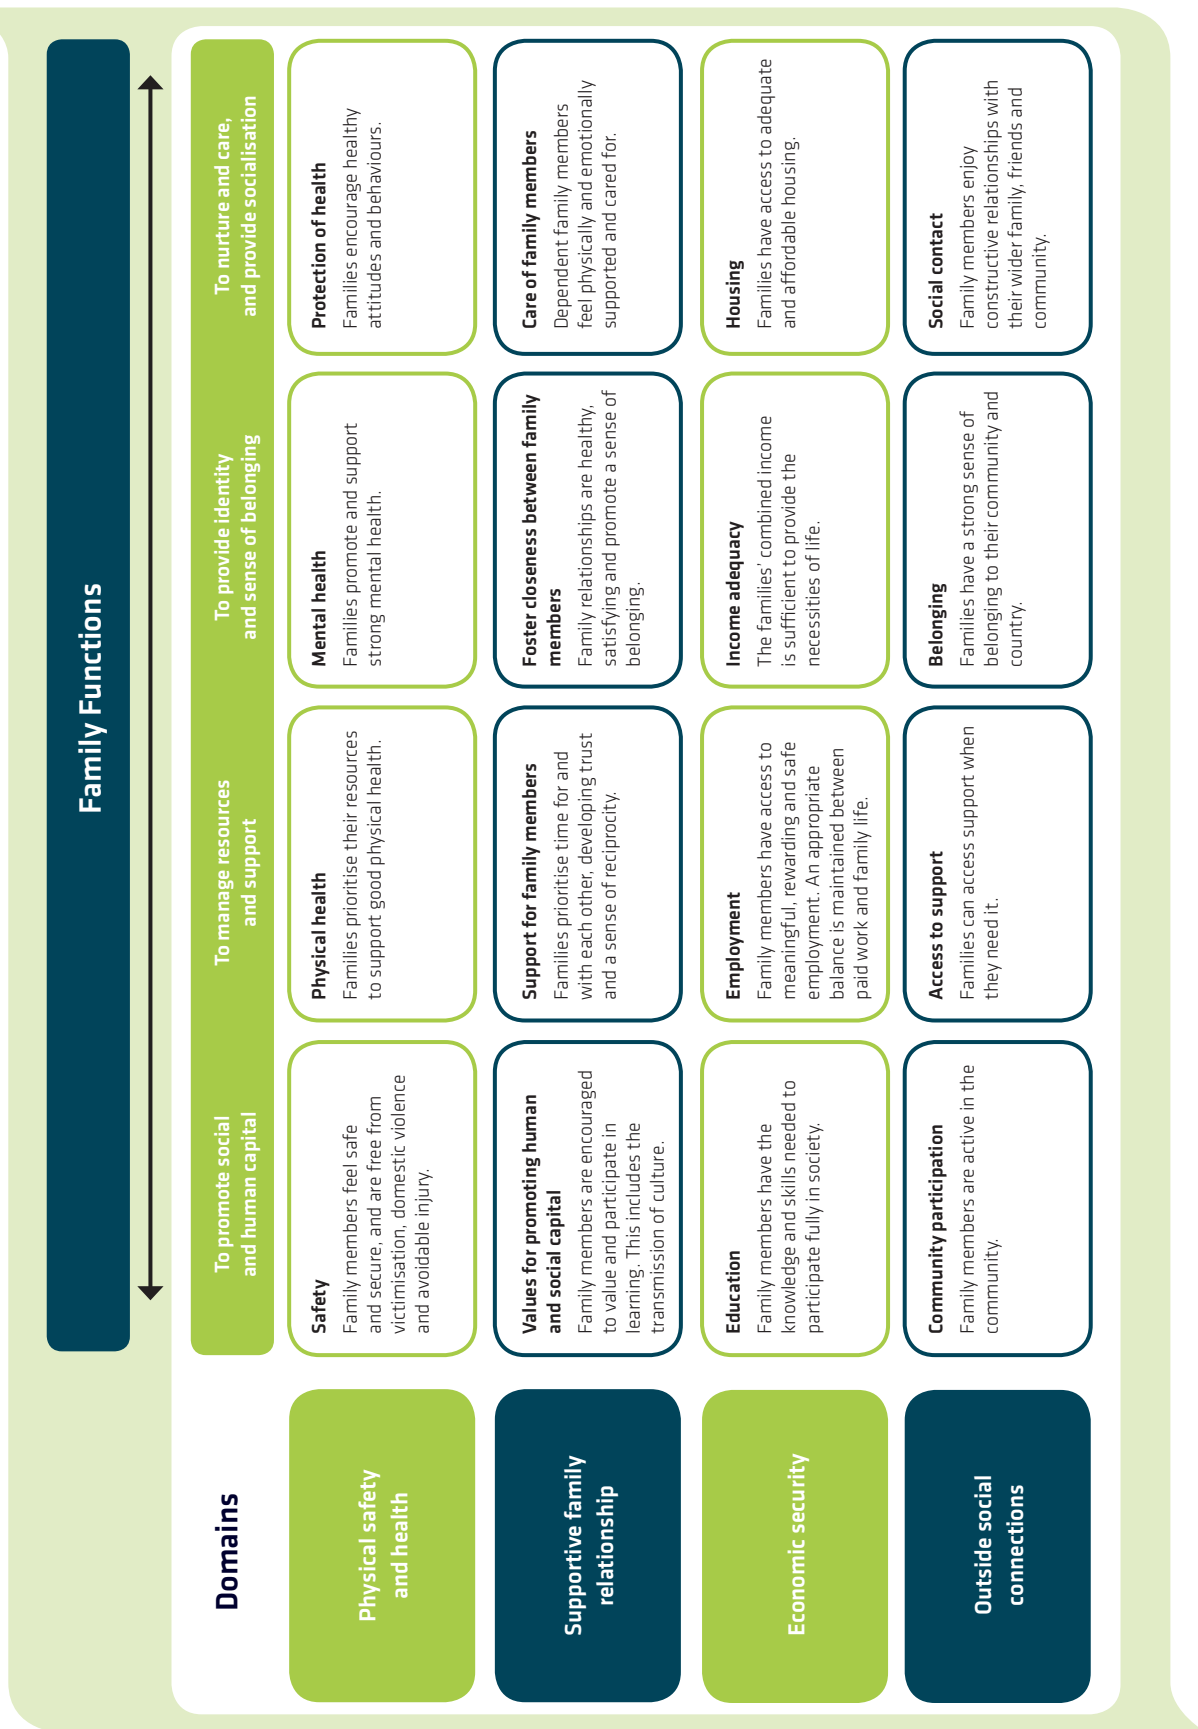 Family Functions
Domains
To promote social
and human capital
To manage resources
and support
To provide identity
and sense of belonging
To nurture and care,
and provide socialisation
Physical safety
and health
Safety
Family members feel safe
and secure, and are free from
victimisation, domestic violence
and avoidable injury.
Physical health
Families prioritise their resources
to support good physical health.
Mental health
Families promote and support
strong mental health.
Protection of health
Families encourage healthy
attitudes and behaviours.
Supportive family
relationship
Values for promoting human
and social capital
Family members are encouraged
to value and participate in
learning. This includes the
transmission of culture.
Support for family members
Families prioritise time for and
with each other, developing trust
and a sense of reciprocity.
Foster closeness between family
members
Family relationships are healthy,
satisfying and promote a sense of
belonging.
Care of family members
Dependent family members
feel physically and emotionally
supported and cared for.
Economic security
Education
Family members have the
knowledge and skills needed to
participate fully in society.
Employment
Family members have access to
meaningful, rewarding and safe
employment. An appropriate
balance is maintained between
paid work and family life.
Income adequacy
The families' combined income
is sufficient to provide the
necessities of life.
Housing
Families have access to adequate
and affordable housing.
Outside social
connections
Community participation
Family members are active in the
community.
Access to support
Families can access support when
they need it.
Belonging
Families have a strong sense of
belonging to their community and
country.
Social contact
Family members enjoy
constructive relationships with
their wider family, friends and
community.